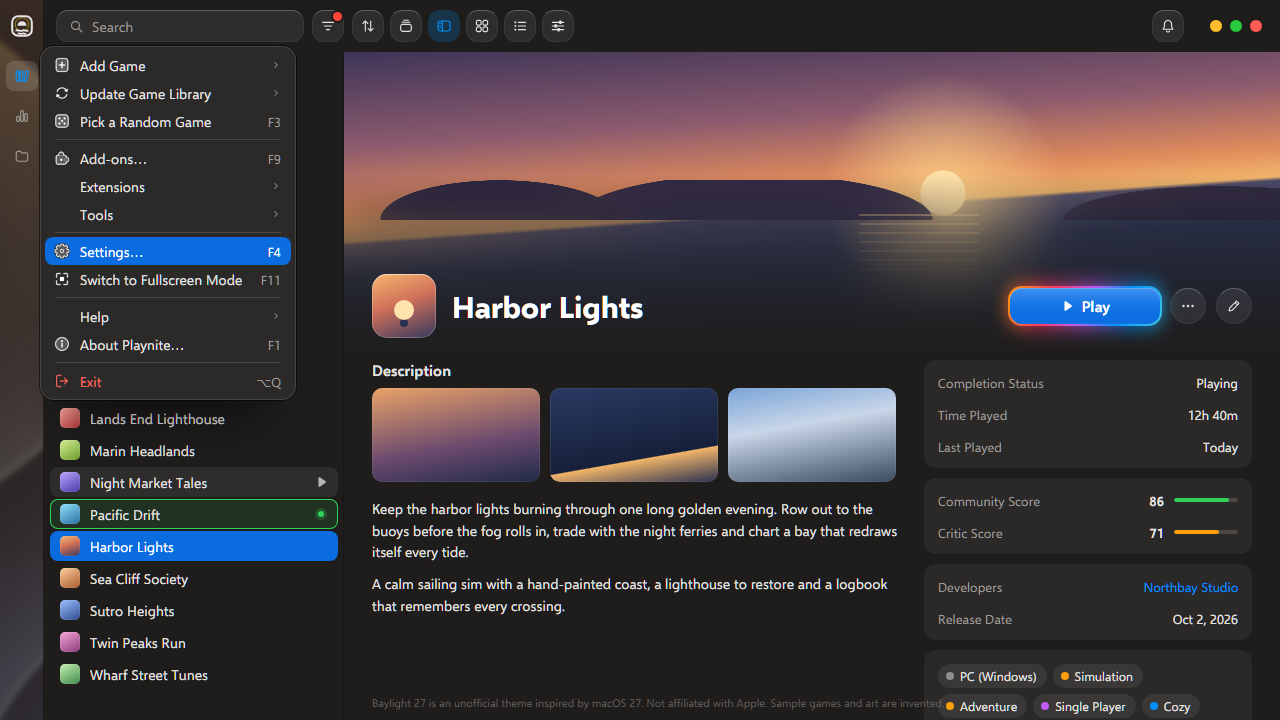 Search
Add Game
Update Game Library
Pick a Random Game F3
Add-ons... F9
Extensions
Tools
Settings... F4
Switch to Fullscreen Mode F11
Help
About Playnite... F1
Exit ⌥Q
Lands End Lighthouse
Marin Headlands
Night Market Tales
Pacific Drift
Harbor Lights
Sea Cliff Society
Sutro Heights
Twin Peaks Run
Wharf Street Tunes
Harbor Lights
Play
Description
Keep the harbor lights burning through one long golden evening. Row out to the
buoys before the fog rolls in, trade with the night ferries and chart a bay that redraws
itself every tide.
A calm sailing sim with a hand-painted coast, a lighthouse to restore and a logbook
that remembers every crossing.
Completion Status Playing
Time Played 12h 40m
Last Played Today
Community Score 86
Critic Score 71
Developers Northbay Studio
Release Date Oct 2, 2026
PC (Windows) Simulation
Adventure Single Player Cozy
Baylight 27 is an unofficial theme inspired by macOS 27. Not affiliated with Apple. Sample games and art are invented